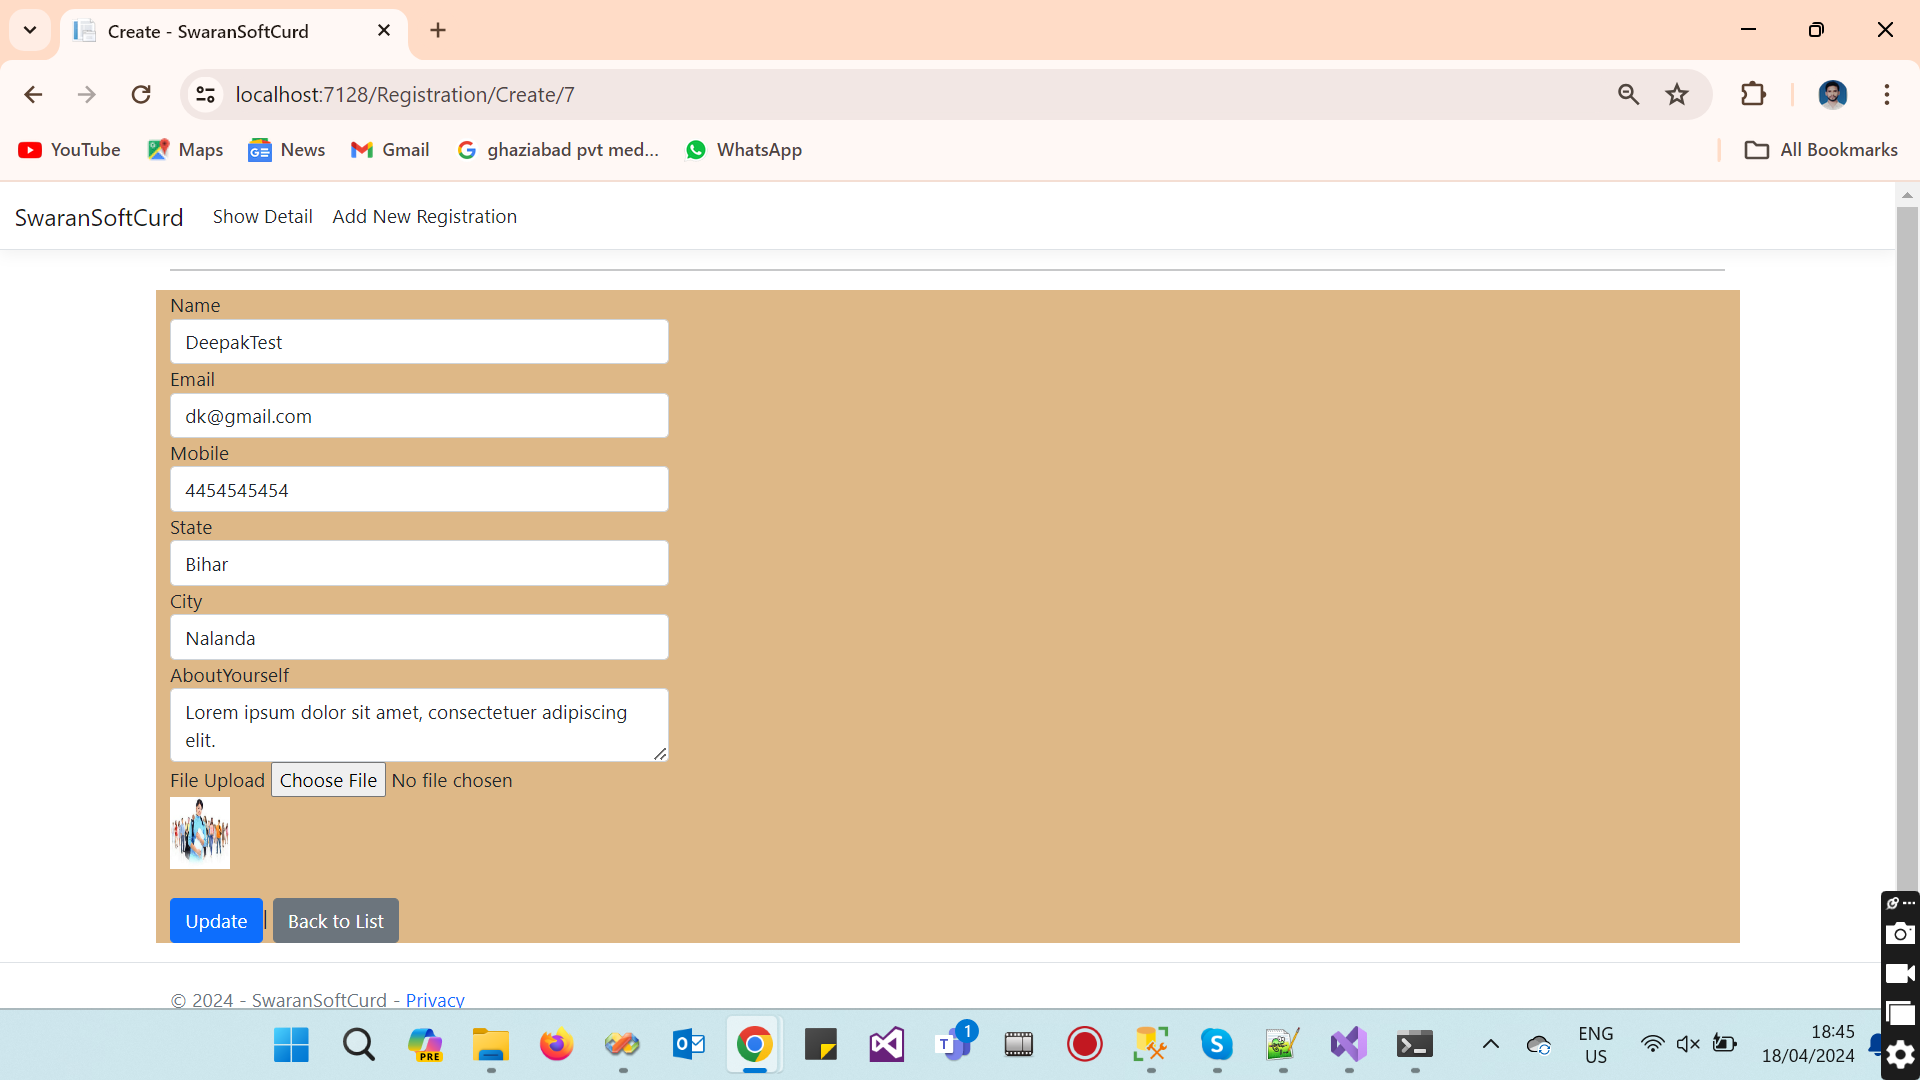 Create - SwaranSoftCurd
localhost:7128/Registration/Create/7
YouTube Maps News Gmail ghaziabad pvt med... WhatsApp All Bookmarks
SwaranSoftCurd Show Detail Add New Registration
Name
DeepakTest
Email
dk@gmail.com
Mobile
4454545454
State
Bihar
City
Nalanda
AboutYourself
Lorem ipsum dolor sit amet, consectetuer adipiscing
elit.
File Upload Choose File No file chosen
Update | Back to List
© 2024 - SwaranSoftCurd - Privacy
PRE
1
ENG
US
18:45
18/04/2024